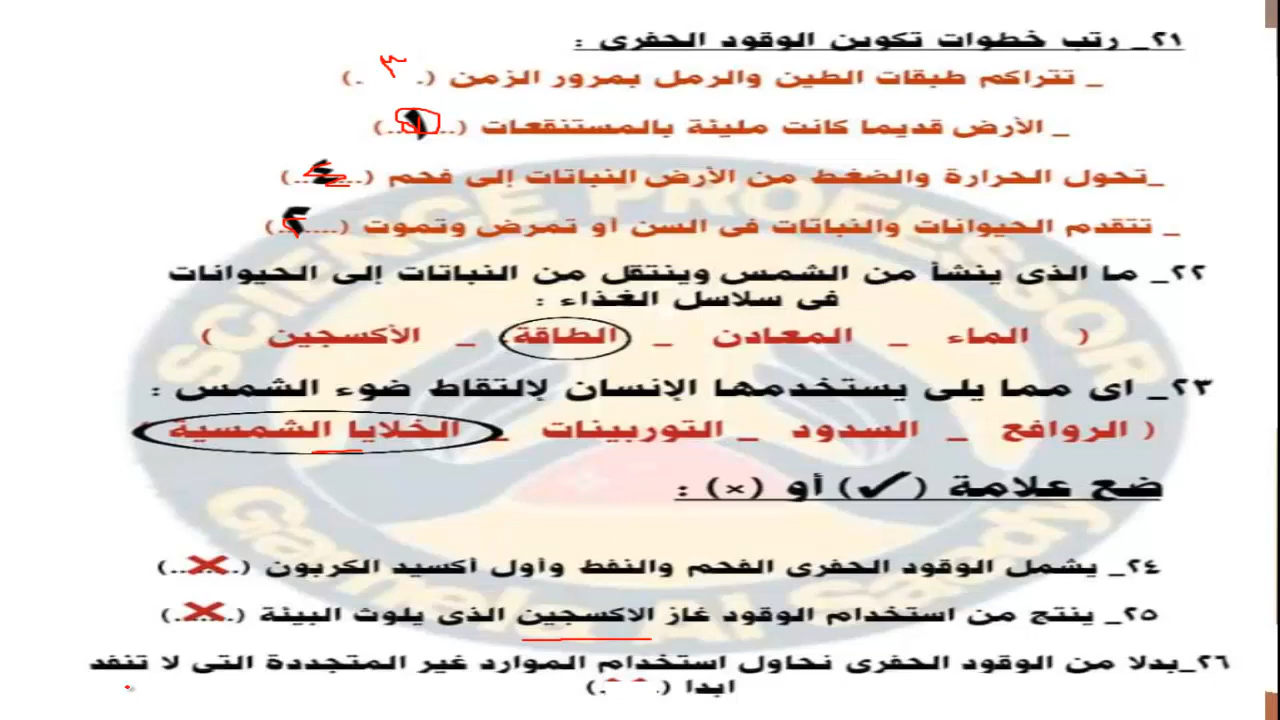 ٢١_ رتب خطوات تكوين الوقود الحفرى :
_ تتراكم طبقات الطين والرمل بمرور الزمن (. ٣ .)
_ الأرض قديما كانت مليئة بالمستنقعات (...١...)
_تحول الحرارة والضغط من الأرض النباتات إلى فحم (...٤...)
_ تتقدم الحيوانات والنباتات فى السن أو تمرض وتموت (...٢...)
٢٢_ ما الذى ينشأ من الشمس وينتقل من النباتات إلى الحيوانات
فى سلاسل الغذاء :
( الماء _ المعادن _ الطاقة _ الأكسجين )
٢٣_ اى مما يلى يستخدمها الإنسان لإلتقاط ضوء الشمس :
( الروافع _ السدود _ التوربينات _ الخلايا الشمسية )
ضع علامة (✓) أو (×) :
٢٤_ يشمل الوقود الحفرى الفحم والنفط وأول أكسيد الكربون (..×..)
٢٥_ ينتج من استخدام الوقود غاز الاكسجين الذى يلوث البيئة (..×..)
٢٦_بدلا من الوقود الحفرى نحاول استخدام الموارد غير المتجددة التى لا تنفد
ابدا (. .)
SCIENCE PROFESSOR